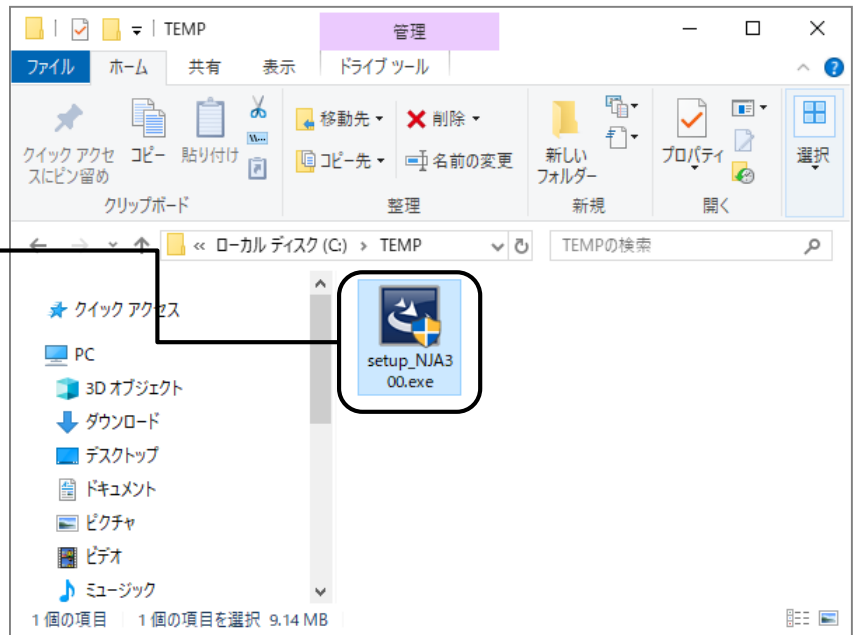 TEMP
管理
ファイル ホーム 共有 表示 ドライブ ツール
クイック アクセスにピン留め
コピー
貼り付け
移動先
削除
コピー先
名前の変更
新しい
フォルダー
プロパティ
選択
クリップボード 整理 新規 開く
« ローカル ディスク (C:) › TEMP
TEMPの検索
クイック アクセス
PC
3D オブジェクト
ダウンロード
デスクトップ
ドキュメント
ピクチャ
ビデオ
ミュージック
setup_NJA3
00.exe
1 個の項目 1 個の項目を選択 9.14 MB